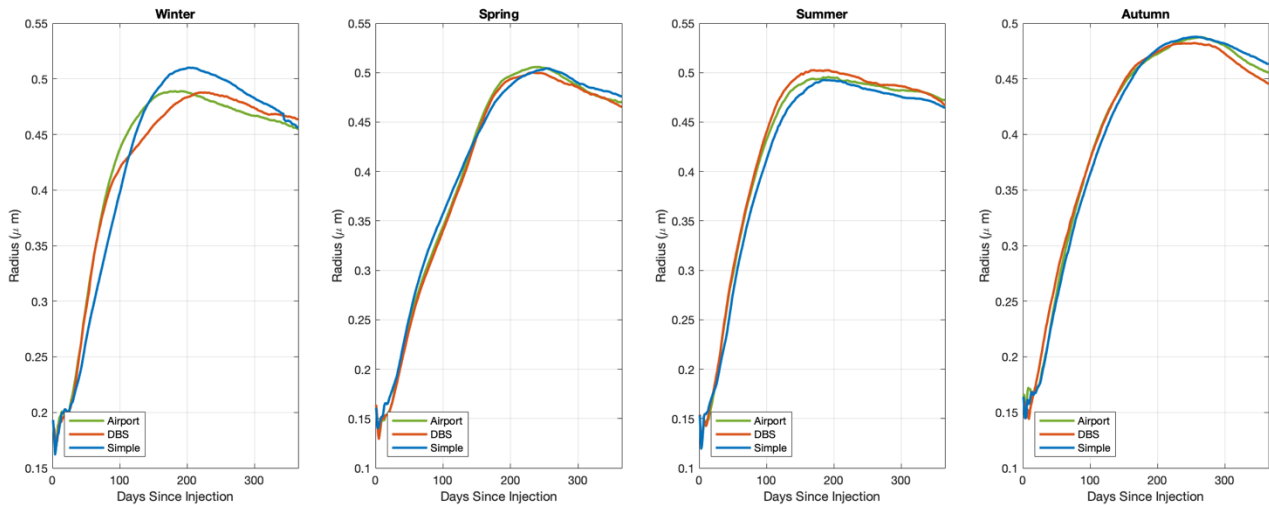 Winter
0.55
0.5
0.45
0.4
0.35
0.3
0.25
0.2
0.15
Radius (μ m)
Airport
DBS
Simple
0 100 200 300
Days Since Injection
Spring
0.55
0.5
0.45
0.4
0.35
0.3
0.25
0.2
0.15
0.1
Radius (μ m)
Airport
DBS
Simple
0 100 200 300
Days Since Injection
Summer
0.55
0.5
0.45
0.4
0.35
0.3
0.25
0.2
0.15
0.1
Radius (μ m)
Airport
DBS
Simple
0 100 200 300
Days Since Injection
Autumn
0.5
0.45
0.4
0.35
0.3
0.25
0.2
0.15
0.1
Radius (μ m)
Airport
DBS
Simple
0 100 200 300
Days Since Injection